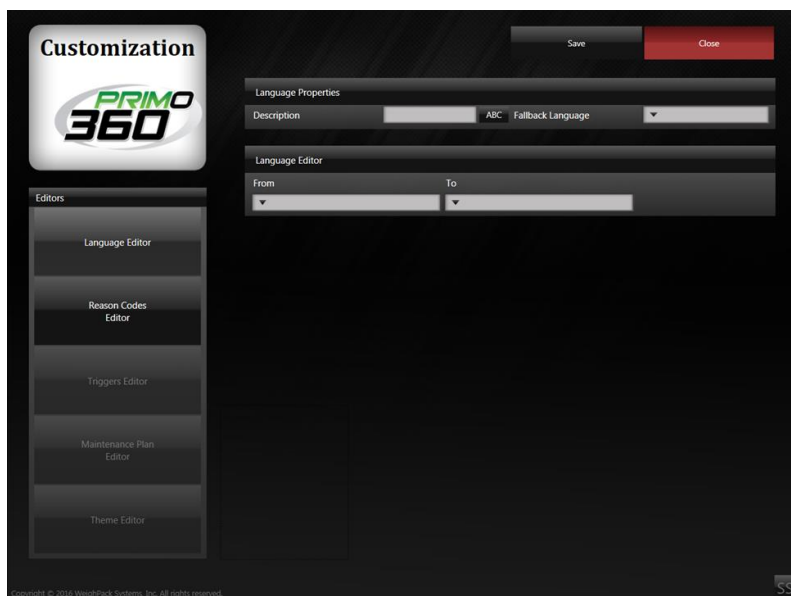 Customization
PRIMO
360
Save
Close
Language Properties
Description
ABC
Fallback Language
Language Editor
From
To
Editors
Language Editor
Reason Codes
Editor
Triggers Editor
Maintenance Plan
Editor
Theme Editor
Copyright © 2016 WeighPack Systems, Inc. All rights reserved.
SS